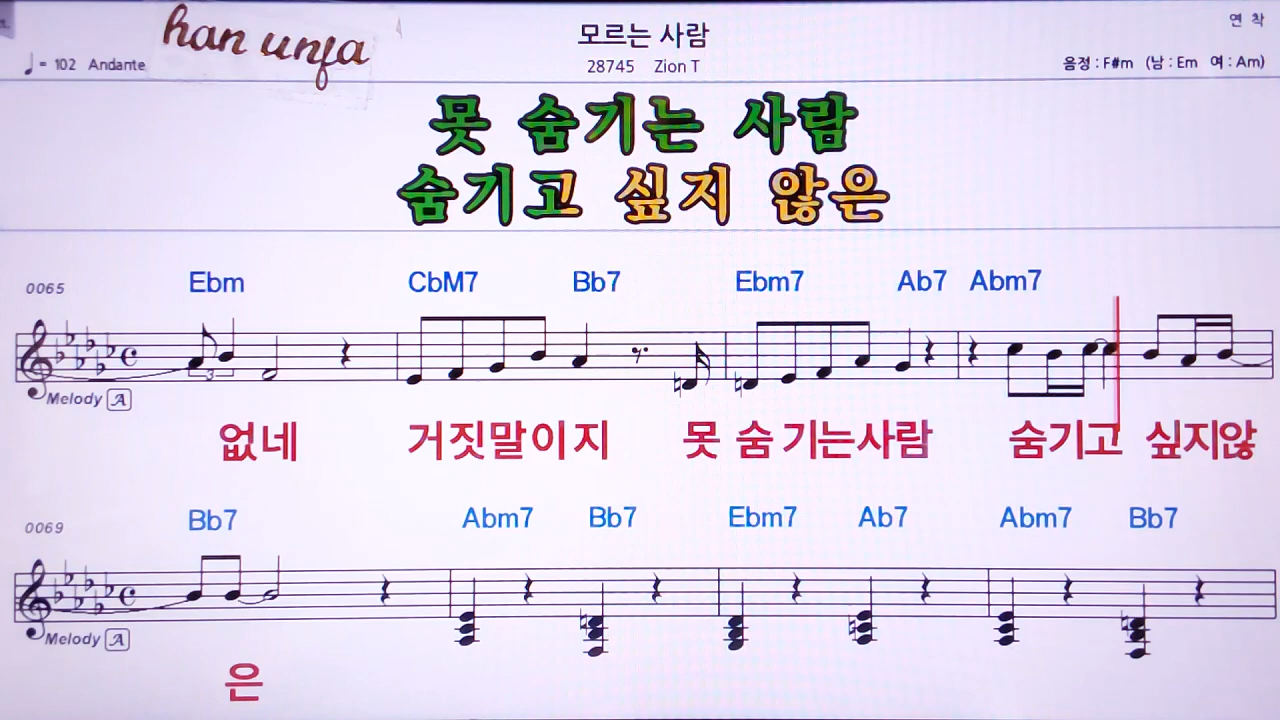 han unja
모르는 사람
연 착
♩= 102 Andante
28745 Zion T
음정 : F#m (남 : Em 여 : Am)
못 숨기는 사람
숨기고 싶지 않은
0065 Ebm CbM7 Bb7 Ebm7 Ab7 Abm7
3
Melody A
없네 거짓말이지 못 숨 기는사람 숨기고 싶지않
0069 Bb7 Abm7 Bb7 Ebm7 Ab7 Abm7 Bb7
Melody A
은